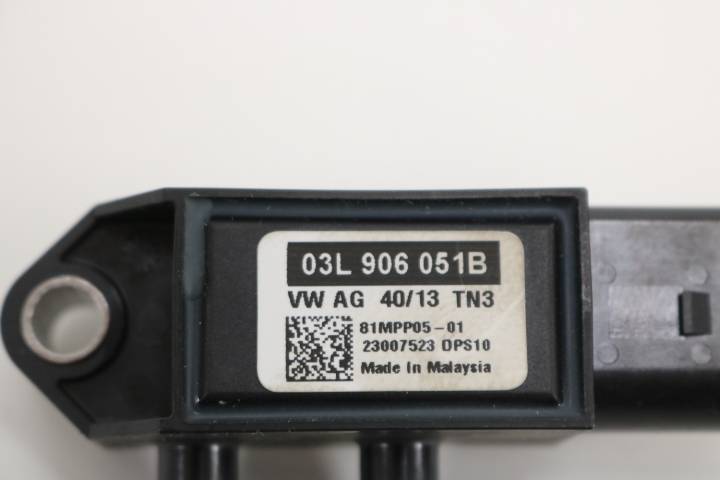 03L 906 051B
VW AG 40/13 TN3
81MPP05-01
23007523 DPS10
Made In Malaysia